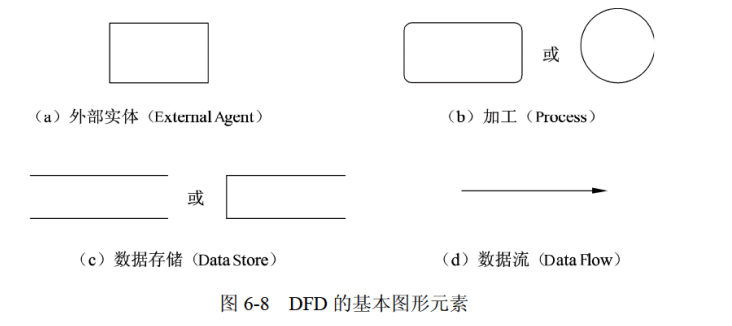 或
（a）外部实体（External Agent）
（b）加工（Process）
或
（c）数据存储（Data Store）
（d）数据流（Data Flow）
图 6-8 DFD 的基本图形元素